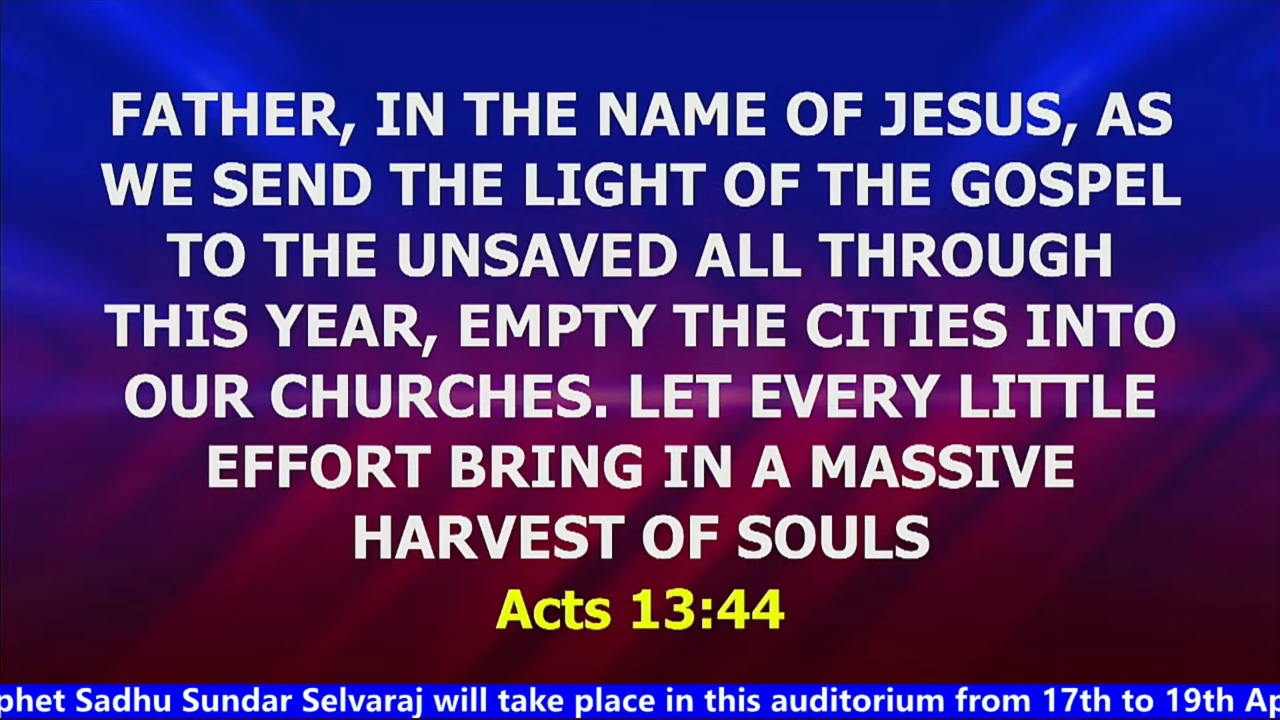 FATHER, IN THE NAME OF JESUS, AS
WE SEND THE LIGHT OF THE GOSPEL
TO THE UNSAVED ALL THROUGH
THIS YEAR, EMPTY THE CITIES INTO
OUR CHURCHES. LET EVERY LITTLE
EFFORT BRING IN A MASSIVE
HARVEST OF SOULS
Acts 13:44
phet Sadhu Sundar Selvaraj will take place in this auditorium from 17th to 19th Ap